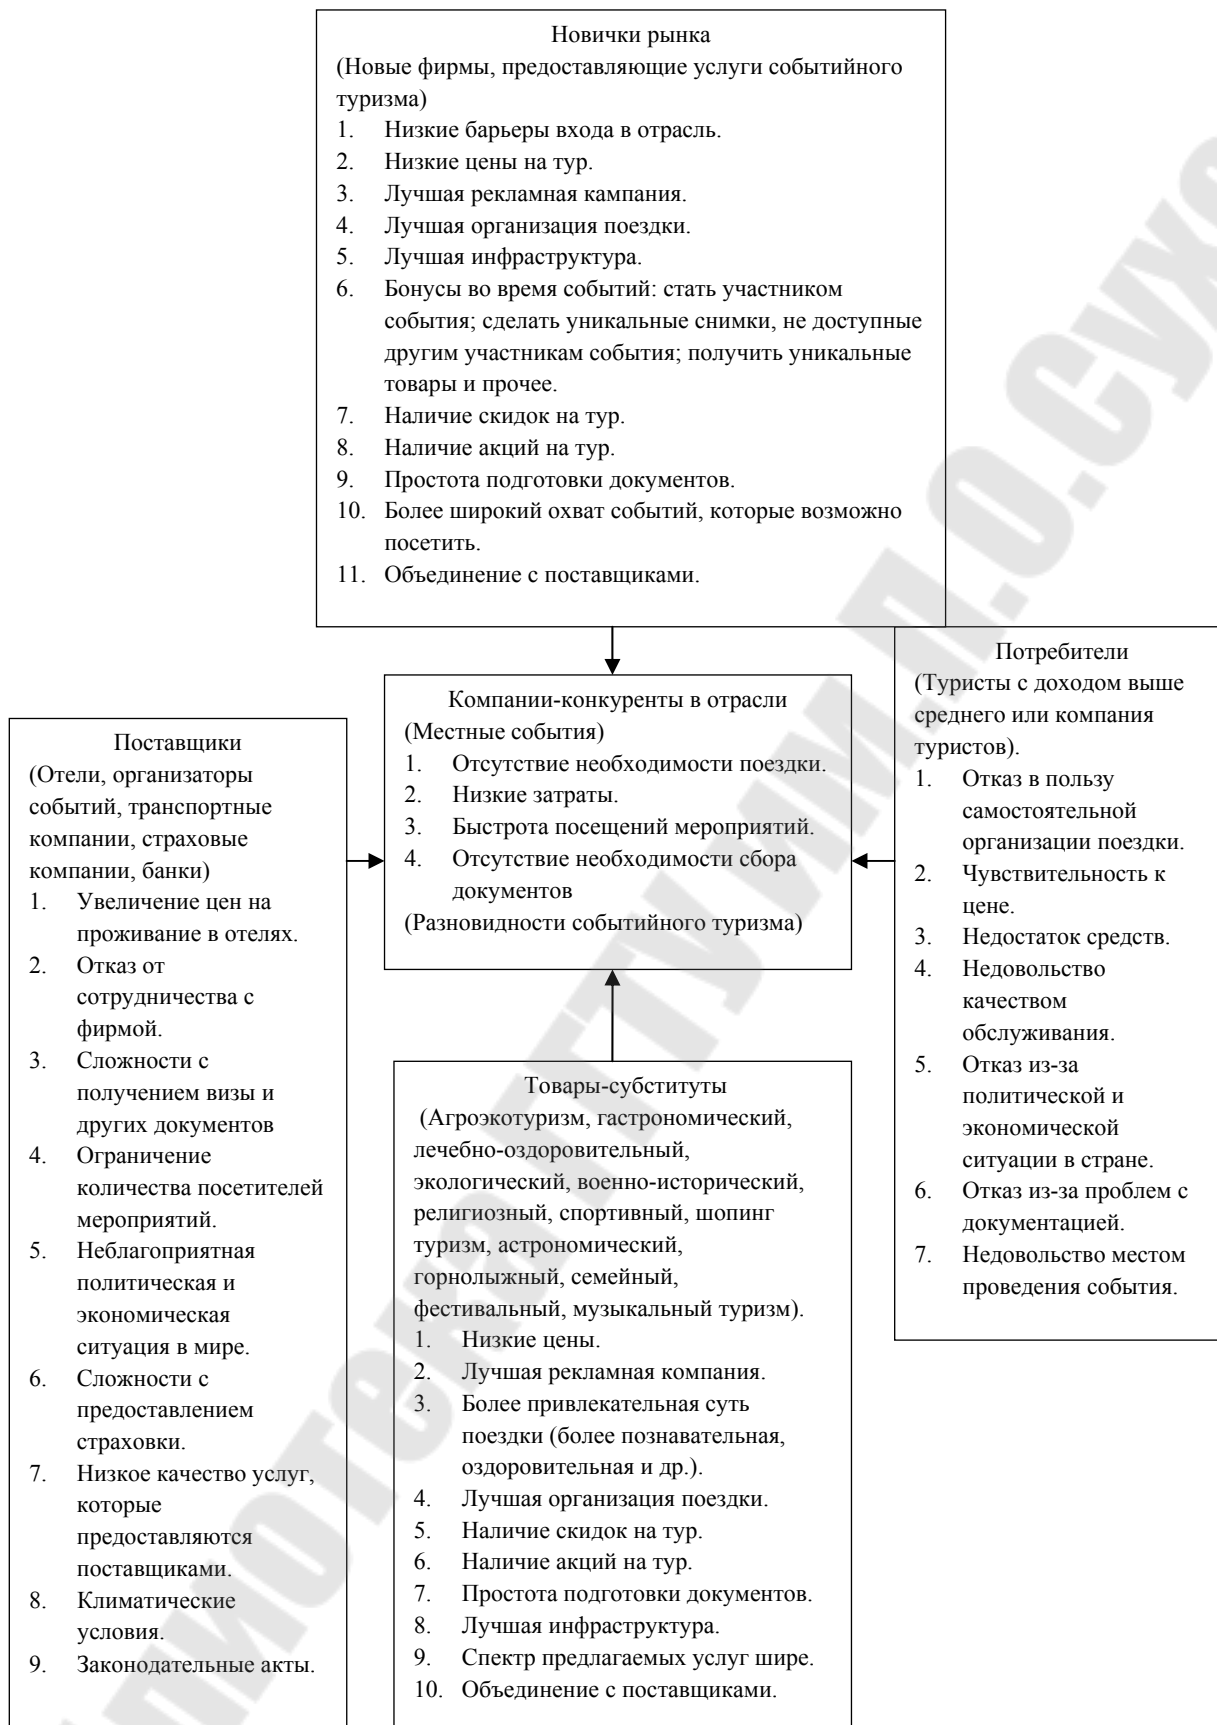 Новички рынка
(Новые фирмы, предоставляющие услуги событийного
туризма)
1. Низкие барьеры входа в отрасль.
2. Низкие цены на тур.
3. Лучшая рекламная кампания.
4. Лучшая организация поездки.
5. Лучшая инфраструктура.
6. Бонусы во время событий: стать участником
события; сделать уникальные снимки, не доступные
другим участникам события; получить уникальные
товары и прочее.
7. Наличие скидок на тур.
8. Наличие акций на тур.
9. Простота подготовки документов.
10. Более широкий охват событий, которые возможно
посетить.
11. Объединение с поставщиками.
Поставщики
(Отели, организаторы
событий, транспортные
компании, страховые
компании, банки)
1. Увеличение цен на
проживание в отелях.
2. Отказ от
сотрудничества с
фирмой.
3. Сложности с
получением визы и
других документов
4. Ограничение
количества посетителей
мероприятий.
5. Неблагоприятная
политическая и
экономическая
ситуация в мире.
6. Сложности с
предоставлением
страховки.
7. Низкое качество услуг,
которые
предоставляются
поставщиками.
8. Климатические
условия.
9. Законодательные акты.
Компании-конкуренты в отрасли
(Местные события)
1. Отсутствие необходимости поездки.
2. Низкие затраты.
3. Быстрота посещений мероприятий.
4. Отсутствие необходимости сбора
документов
(Разновидности событийного туризма)
Потребители
(Туристы с доходом выше
среднего или компания
туристов).
1. Отказ в пользу
самостоятельной
организации поездки.
2. Чувствительность к
цене.
3. Недостаток средств.
4. Недовольство
качеством
обслуживания.
5. Отказ из-за
политической и
экономической
ситуации в стране.
6. Отказ из-за проблем с
документацией.
7. Недовольство местом
проведения события.
Товары-субституты
(Агроэкотуризм, гастрономический,
лечебно-оздоровительный,
экологический, военно-исторический,
религиозный, спортивный, шопинг
туризм, астрономический,
горнолыжный, семейный,
фестивальный, музыкальный туризм).
1. Низкие цены.
2. Лучшая рекламная компания.
3. Более привлекательная суть
поездки (более познавательная,
оздоровительная и др.).
4. Лучшая организация поездки.
5. Наличие скидок на тур.
6. Наличие акций на тур.
7. Простота подготовки документов.
8. Лучшая инфраструктура.
9. Спектр предлагаемых услуг шире.
10. Объединение с поставщиками.
ГГТУ им.П.О.Сухо